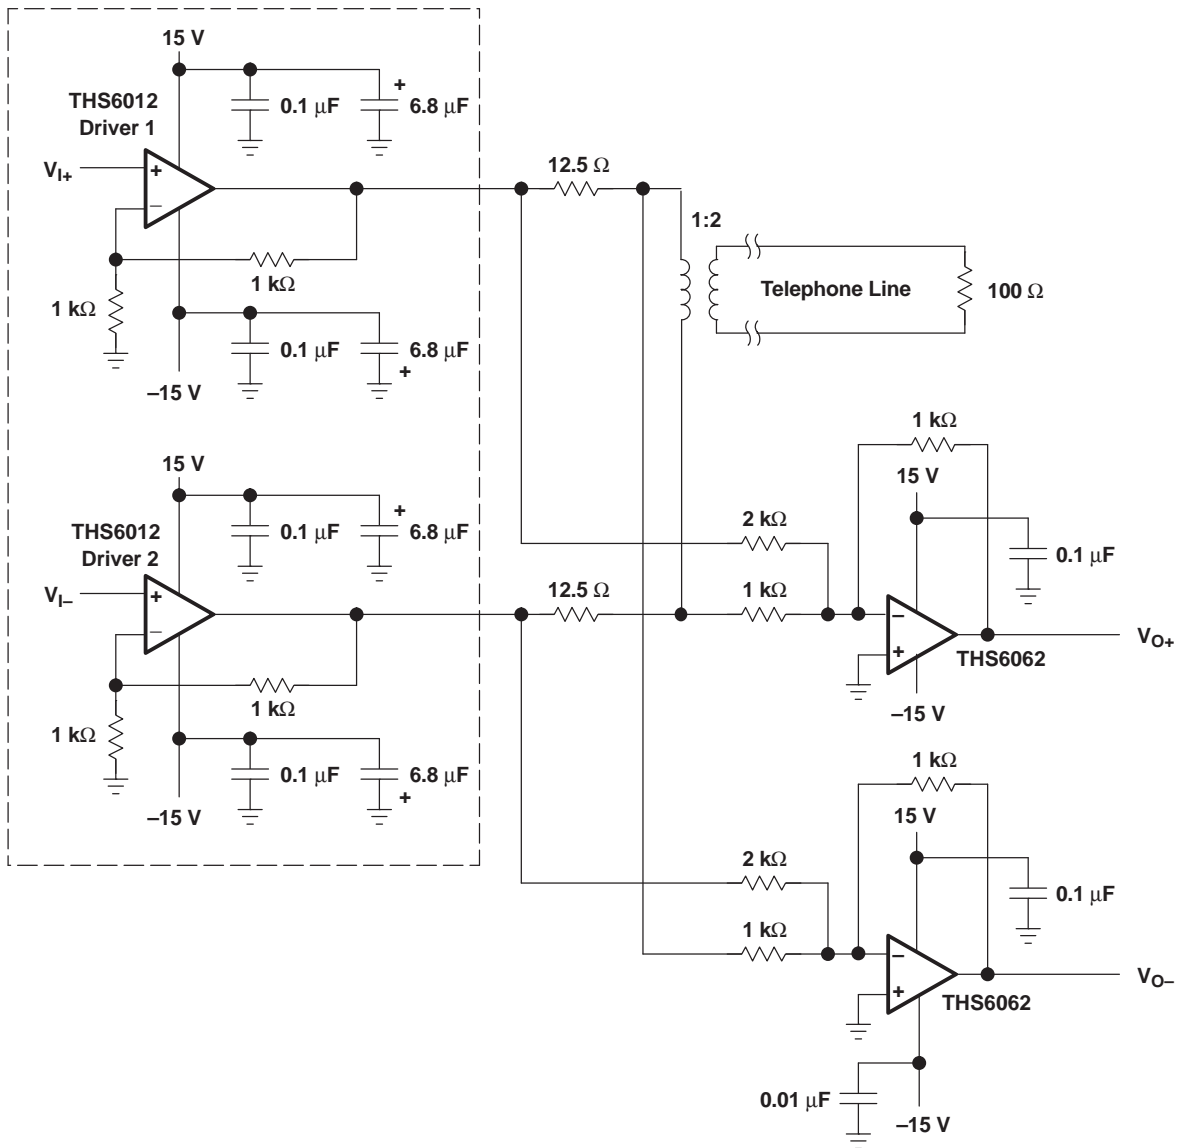 15 V
THS6012
Driver 1
0.1 μF
+
6.8 μF
VI+
+
−
1 kΩ
1 kΩ
0.1 μF
6.8 μF
+
−15 V
12.5 Ω
1:2
Telephone Line
100 Ω
15 V
THS6012
Driver 2
0.1 μF
+
6.8 μF
VI−
+
−
1 kΩ
1 kΩ
0.1 μF
6.8 μF
+
−15 V
12.5 Ω
2 kΩ
1 kΩ
1 kΩ
15 V
0.1 μF
−
+
THS6062
VO+
−15 V
2 kΩ
1 kΩ
1 kΩ
15 V
0.1 μF
−
+
THS6062
VO−
0.01 μF
−15 V